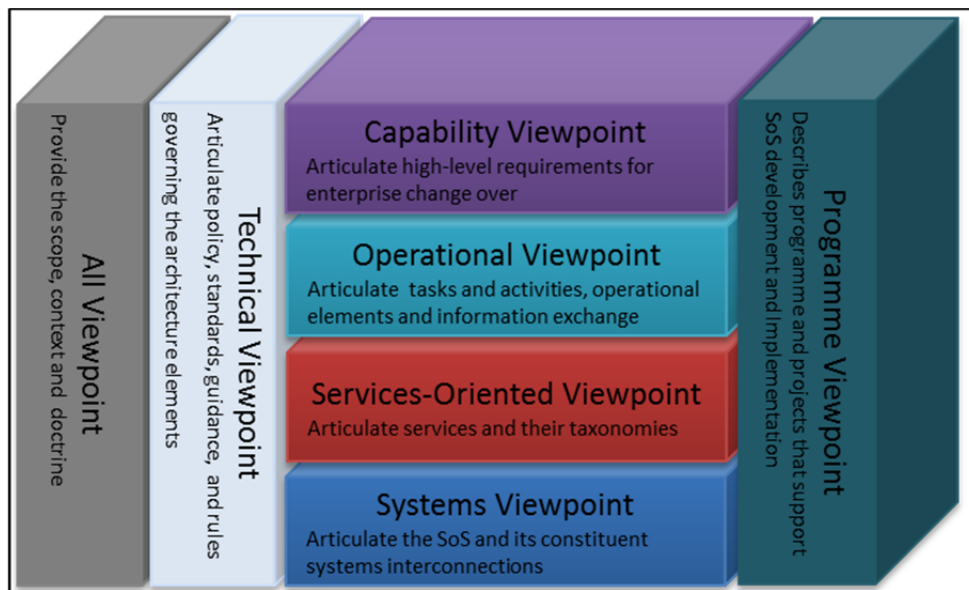 All Viewpoint
Provide the scope, context and doctrine
Technical Viewpoint
Articulate policy, standards, guidance, and rules
governing the architecture elements
Capability Viewpoint
Articulate high-level requirements for
enterprise change over
Operational Viewpoint
Articulate tasks and activities, operational
elements and information exchange
Services-Oriented Viewpoint
Articulate services and their taxonomies
Systems Viewpoint
Articulate the SoS and its constituent
systems interconnections
Programme Viewpoint
Describes programme and projects that support
SoS development and Implementation